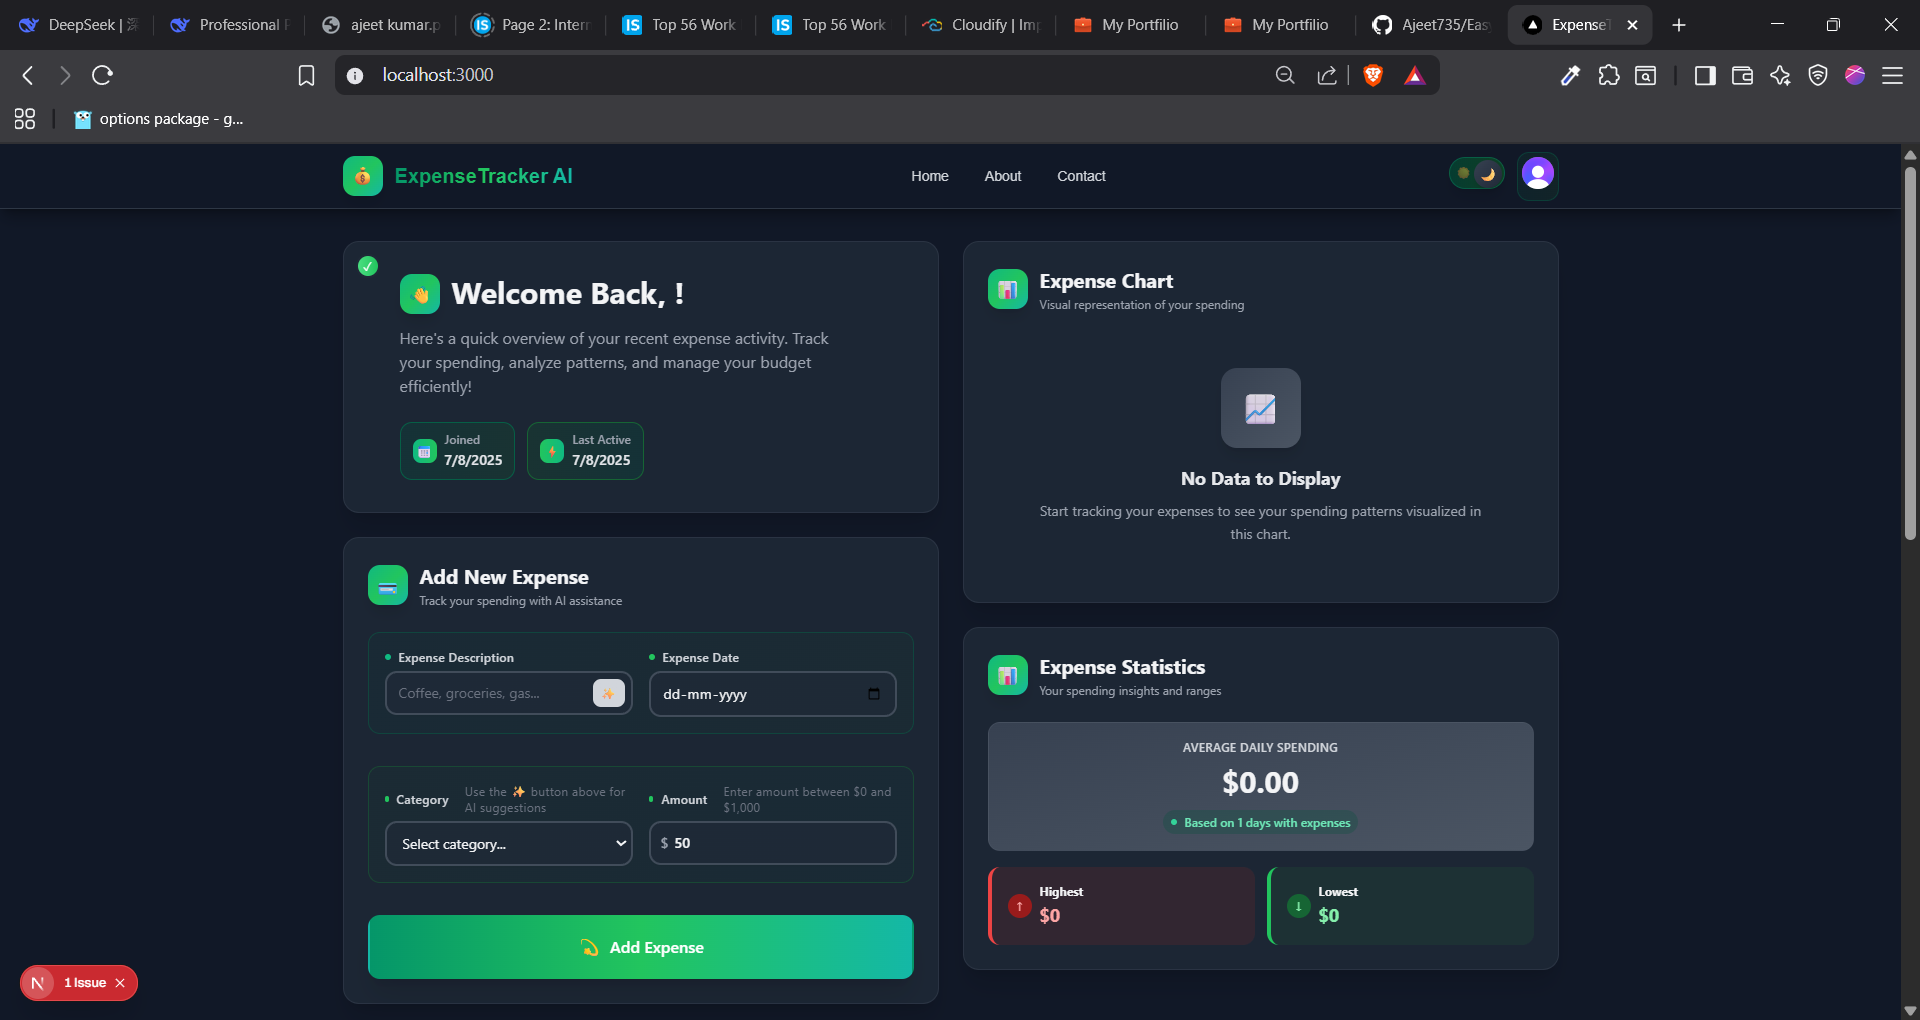 DeepSeek |
Professional
ajeet kumar.p
Page 2: Intern
Top 56 Work
Top 56 Work
Cloudify | Imp
My Portfilio
My Portfilio
Ajeet735/Easy
ExpenseT
localhost:3000
options package - g...
ExpenseTracker AI
Home
About
Contact
Welcome Back, !
Here's a quick overview of your recent expense activity. Track
your spending, analyze patterns, and manage your budget
efficiently!
Joined
7/8/2025
Last Active
7/8/2025
Add New Expense
Track your spending with AI assistance
Expense Description
Coffee, groceries, gas...
Expense Date
dd-mm-yyyy
Category
Use the ✨ button above for
AI suggestions
Select category...
Amount
Enter amount between $0 and
$1,000
$ 50
Add Expense
Expense Chart
Visual representation of your spending
No Data to Display
Start tracking your expenses to see your spending patterns visualized in
this chart.
Expense Statistics
Your spending insights and ranges
AVERAGE DAILY SPENDING
$0.00
Based on 1 days with expenses
Highest
$0
Lowest
$0
N
1 Issue